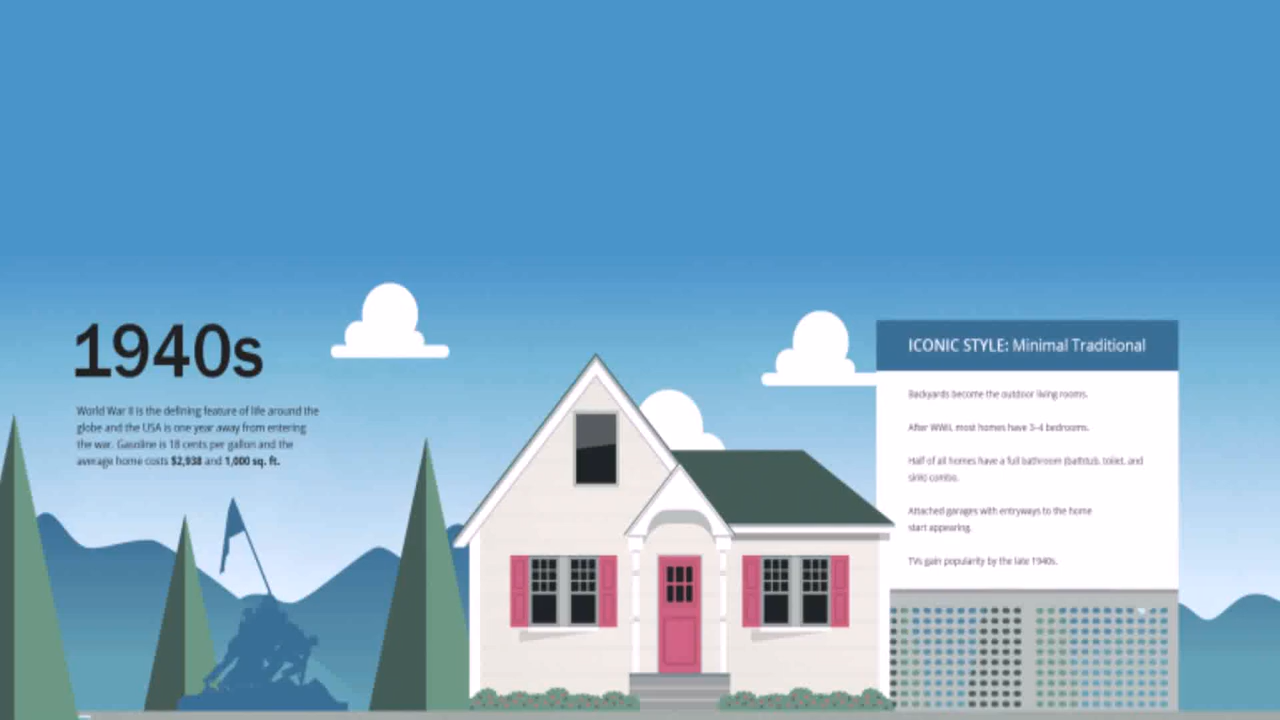 1940s
World War II is the defining feature of life around the
globe and the USA is one year away from entering
the war. Gasoline is 18 cents per gallon and the
average home costs $2,938 and 1,000 sq. ft.
ICONIC STYLE: Minimal Traditional
Backyards become the outdoor living rooms.
After WWII, most homes have 3-4 bedrooms.
Half of all homes have a full bathroom (bathtub, toilet, and
sink) combo.
Attached garages with entryways to the home
start appearing.
TVs gain popularity by the late 1940s.